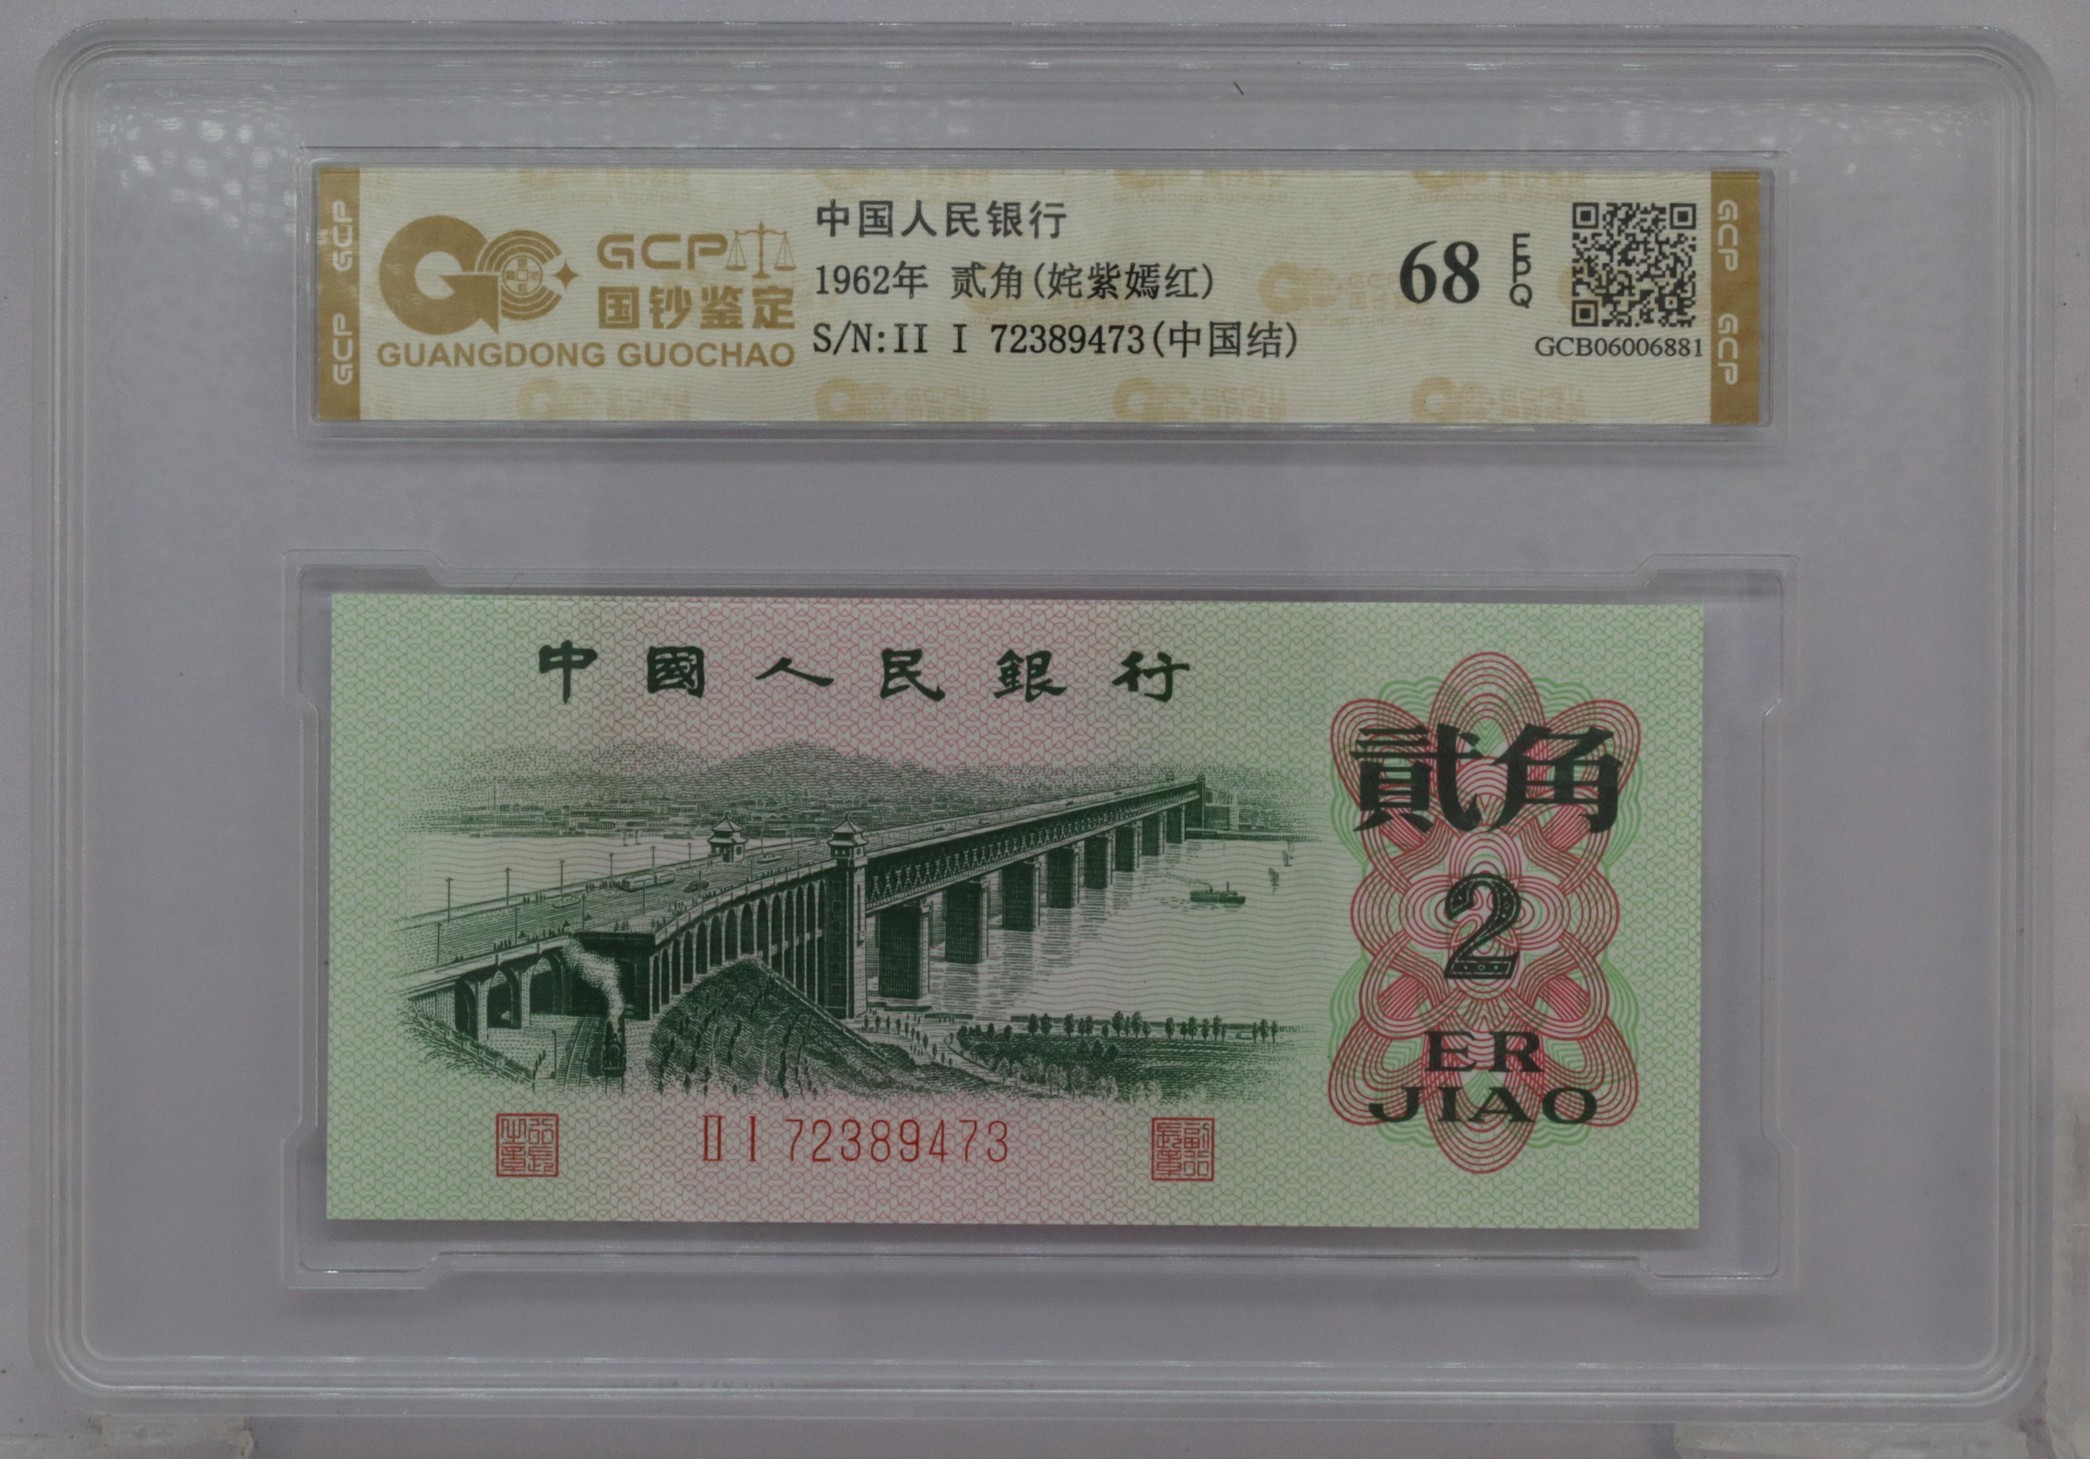 GCP GCP
GCP
国钞鉴定
GUANGDONG GUOCHAO
中国人民银行
1962年 贰角(姹紫嫣红)
S/N:II I 72389473(中国结)
68 EPQ
GCB06006881
GCP GCP
中國人民銀行
貳角
2
ER
JIAO
II I 72389473